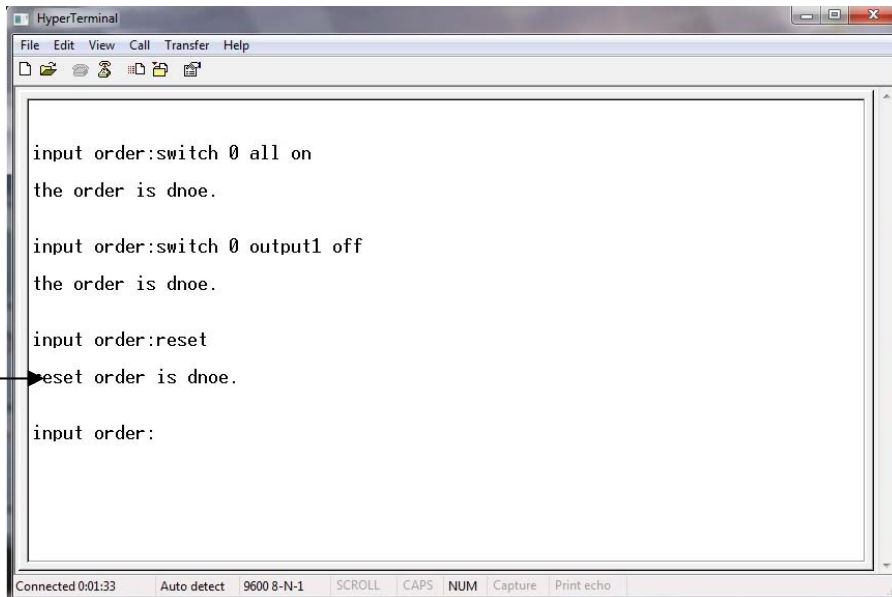 HyperTerminal
File Edit View Call Transfer Help
input order:switch 0 all on
the order is dnoe.
input order:switch 0 output1 off
the order is dnoe.
input order:reset
reset order is dnoe.
input order:
Connected 0:01:33 Auto detect 9600 8-N-1 SCROLL CAPS NUM Capture Print echo